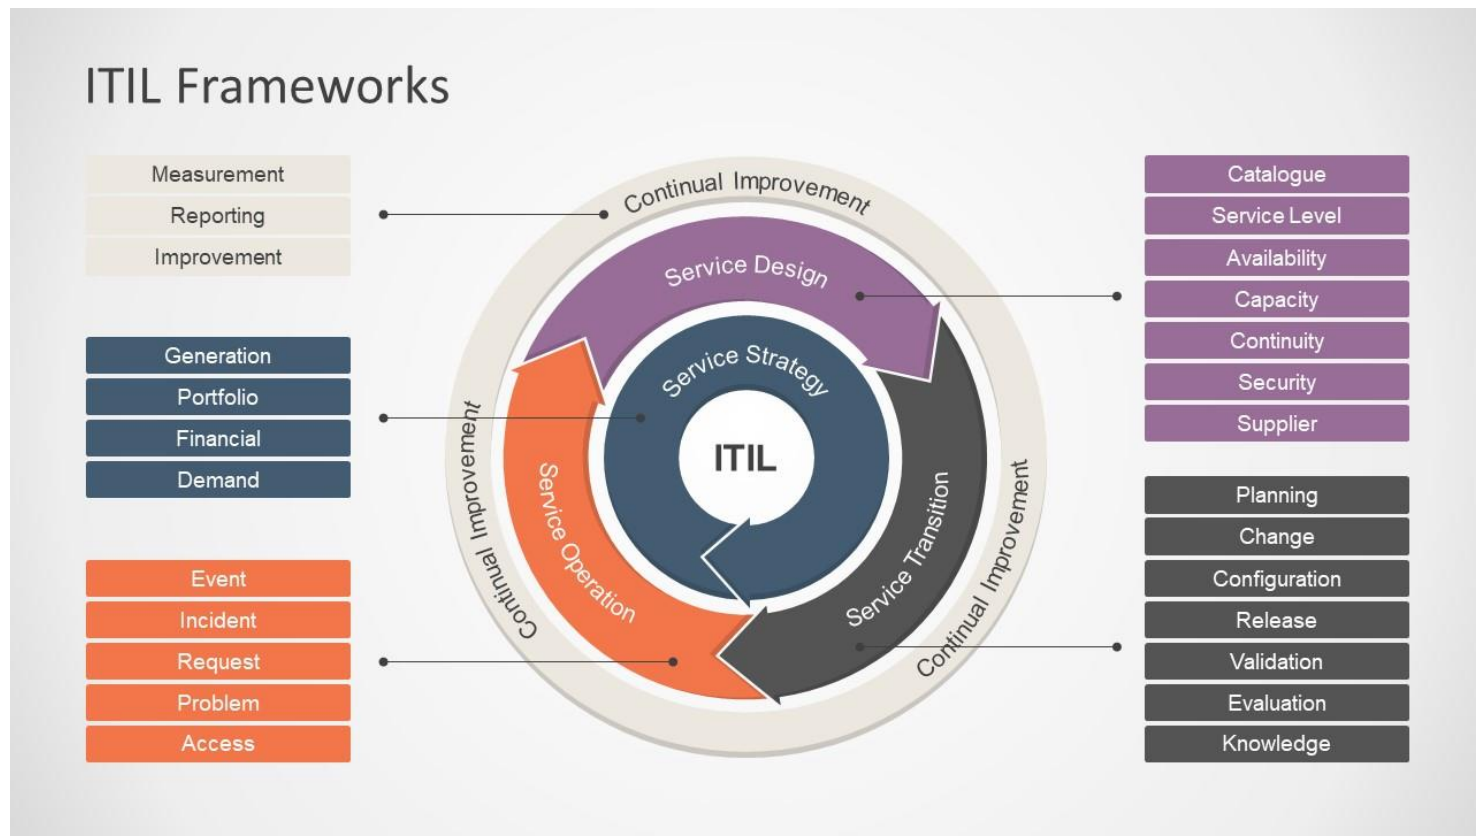 ITIL Frameworks
Measurement
Reporting
Improvement
Generation
Portfolio
Financial
Demand
Event
Incident
Request
Problem
Access
Continual Improvement
Continual Improvement
Continual Improvement
Service Design
Service Strategy
ITIL
Service Operation
Service Transition
Catalogue
Service Level
Availability
Capacity
Continuity
Security
Supplier
Planning
Change
Configuration
Release
Validation
Evaluation
Knowledge